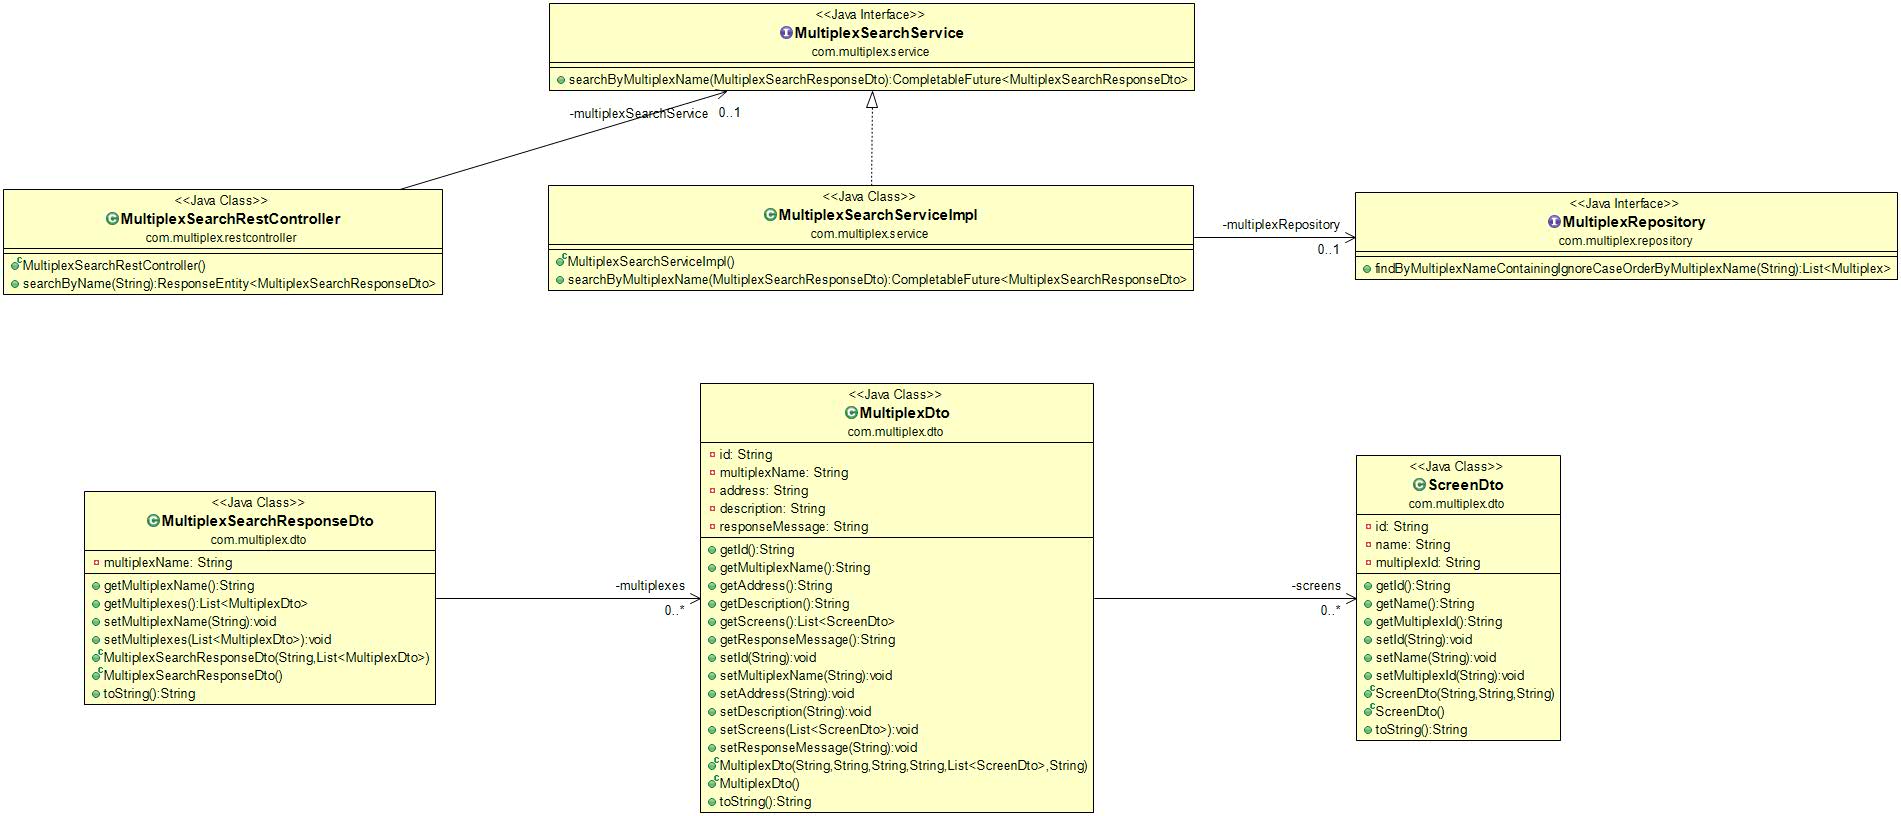 <<Java Interface>>
MultiplexSearchService
com.multiplex.service
searchByMultiplexName(MultiplexSearchResponseDto):CompletableFuture<MultiplexSearchResponseDto>
-multiplexSearchService 0..1
<<Java Class>>
MultiplexSearchRestController
com.multiplex.restcontroller
MultiplexSearchRestController()
searchByName(String):ResponseEntity<MultiplexSearchResponseDto>
<<Java Class>>
MultiplexSearchServiceImpl
com.multiplex.service
MultiplexSearchServiceImpl()
searchByMultiplexName(MultiplexSearchResponseDto):CompletableFuture<MultiplexSearchResponseDto>
-multiplexRepository
0..1
<<Java Interface>>
MultiplexRepository
com.multiplex.repository
findByMultiplexNameContainingIgnoreCaseOrderByMultiplexName(String):List<Multiplex>
<<Java Class>>
MultiplexSearchResponseDto
com.multiplex.dto
multiplexName: String
getMultiplexName():String
getMultiplexes():List<MultiplexDto>
setMultiplexName(String):void
setMultiplexes(List<MultiplexDto>):void
MultiplexSearchResponseDto(String,List<MultiplexDto>)
MultiplexSearchResponseDto()
toString():String
-multiplexes
0..*
<<Java Class>>
MultiplexDto
com.multiplex.dto
id: String
multiplexName: String
address: String
description: String
responseMessage: String
getId():String
getMultiplexName():String
getAddress():String
getDescription():String
getScreens():List<ScreenDto>
getResponseMessage():String
setId(String):void
setMultiplexName(String):void
setAddress(String):void
setDescription(String):void
setScreens(List<ScreenDto>):void
setResponseMessage(String):void
MultiplexDto(String,String,String,String,List<ScreenDto>,String)
MultiplexDto()
toString():String
-screens
0..*
<<Java Class>>
ScreenDto
com.multiplex.dto
id: String
name: String
multiplexId: String
getId():String
getName():String
getMultiplexId():String
setId(String):void
setName(String):void
setMultiplexId(String):void
ScreenDto(String,String,String)
ScreenDto()
toString():String